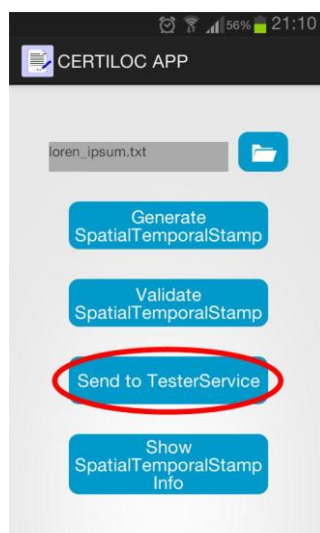 56% 21:10
CERTILOC APP
loren_ipsum.txt
Generate
SpatialTemporalStamp
Validate
SpatialTemporalStamp
Send to TesterService
Show
SpatialTemporalStamp
Info